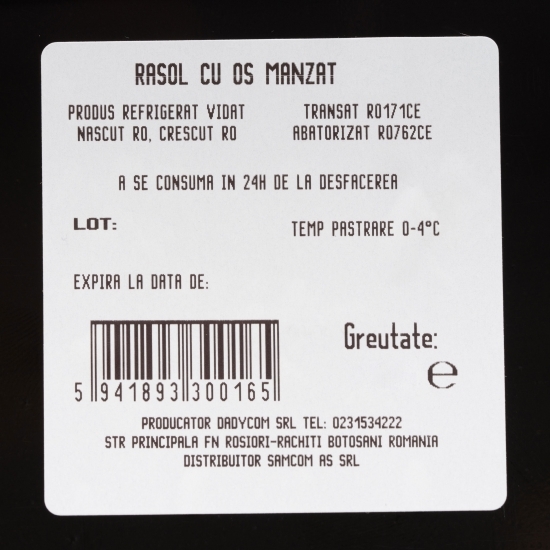 RASOL CU OS MANZAT
PRODUS REFRIGERAT VIDAT
NASCUT RO, CRESCUT RO
TRANSAT RO171CE
ABATORIZAT RO762CE
A SE CONSUMA IN 24H DE LA DESFACEREA
LOT:
TEMP PASTRARE 0-4°C
EXPIRA LA DATA DE:
Greutate:
e
5 941893 300165
PRODUCATOR DADYCOM SRL TEL: 0231534222
STR PRINCIPALA FN ROSIORI-RACHITI BOTOSANI ROMANIA
DISTRIBUITOR SAMCOM AS SRL